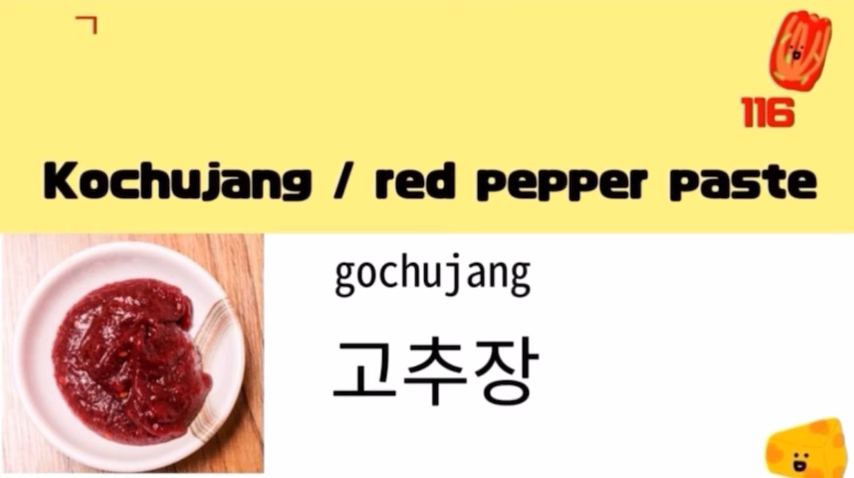 116
Kochujang / red pepper paste
gochujang
고추장